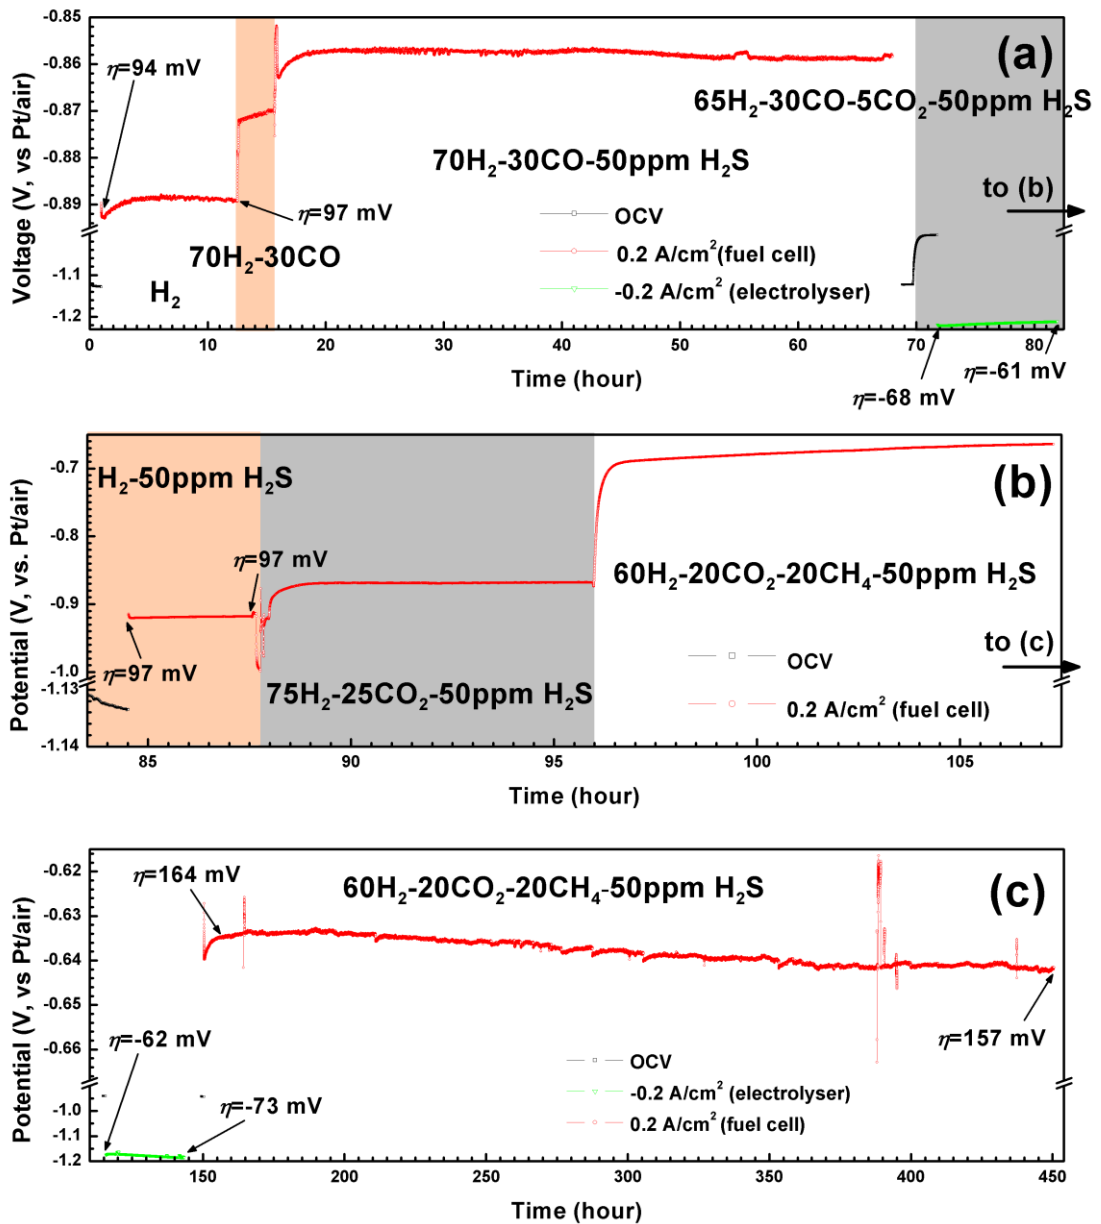 (a)
Voltage (V, vs Pt/air)
-0.85
-0.86
-0.87
-0.88
-0.89
-1.1
-1.2
η=94 mV
65H₂-30CO-5CO₂-50ppm H₂S
70H₂-30CO-50ppm H₂S
η=97 mV
to (b)
OCV
70H₂-30CO
0.2 A/cm² (fuel cell)
H₂
-0.2 A/cm² (electrolyser)
0 10 20 30 40 50 60 70 80
Time (hour)
η=-61 mV
η=-68 mV
(b)
Potential (V, vs. Pt/air)
-0.7
-0.8
-0.9
-1.0
-1.13
-1.14
H₂-50ppm H₂S
η=97 mV
60H₂-20CO₂-20CH₄-50ppm H₂S
to (c)
η=97 mV
OCV
75H₂-25CO₂-50ppm H₂S
0.2 A/cm² (fuel cell)
85 90 95 100 105
Time (hour)
(c)
Potential (V, vs Pt/air)
-0.62
-0.63
-0.64
-0.65
-0.66
-1.0
-1.1
-1.2
η=164 mV
60H₂-20CO₂-20CH₄-50ppm H₂S
η=-62 mV
η=157 mV
OCV
-0.2 A/cm² (electrolyser)
η=-73 mV
0.2 A/cm² (fuel cell)
150 200 250 300 350 400 450
Time (hour)